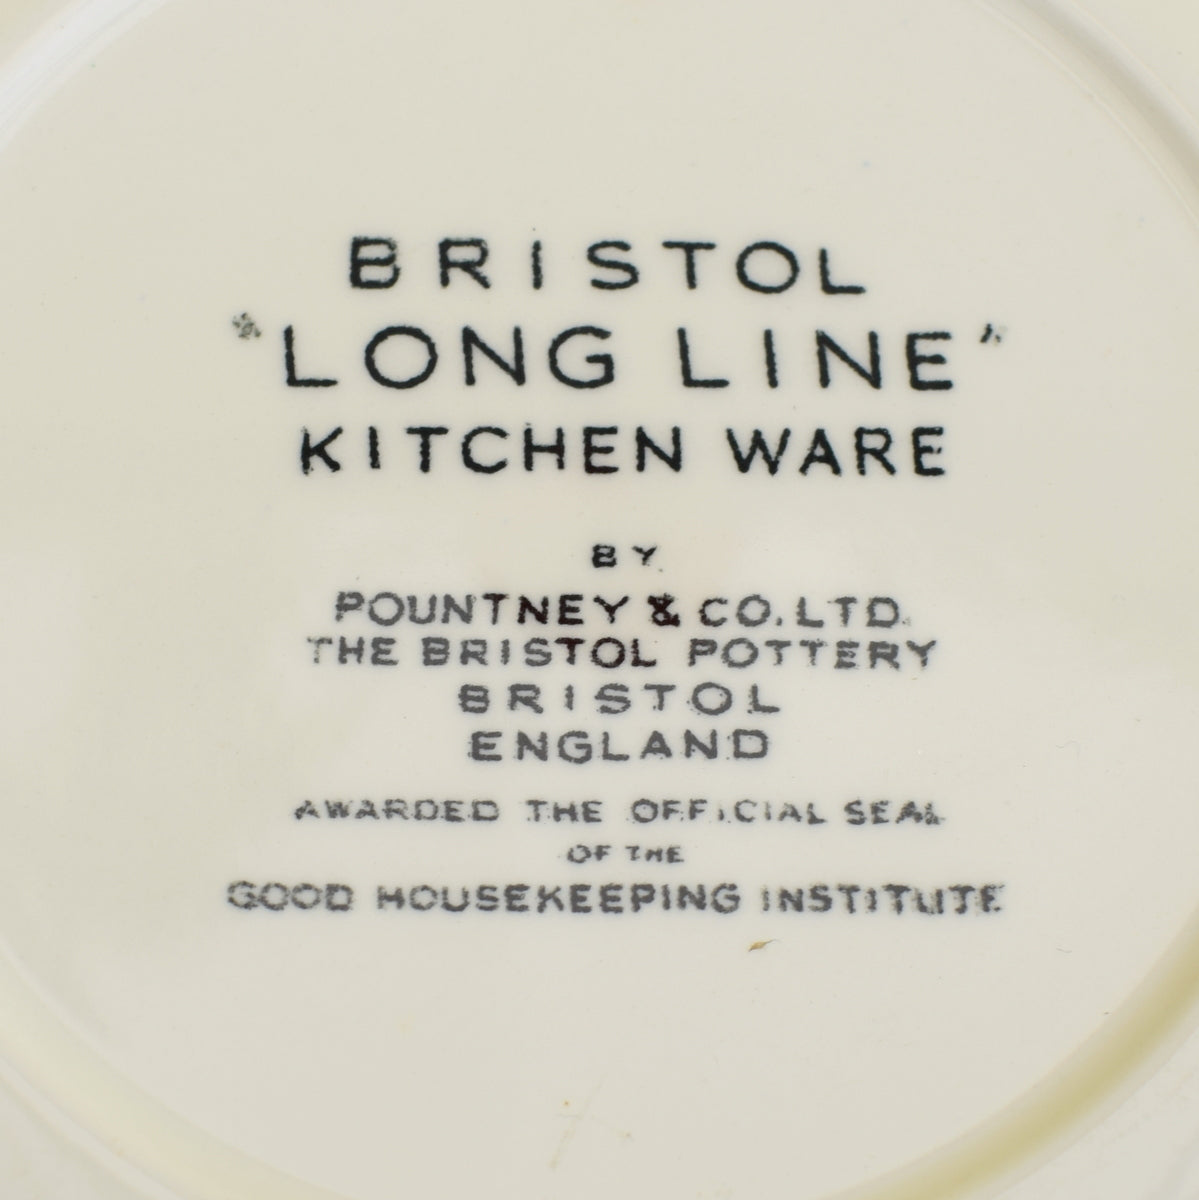 BRISTOL
"LONG LINE"
KITCHEN WARE
BY
POUNTNEY & CO. LTD.
THE BRISTOL POTTERY
BRISTOL
ENGLAND
AWARDED THE OFFICIAL SEAL
OF THE
GOOD HOUSEKEEPING INSTITUTE